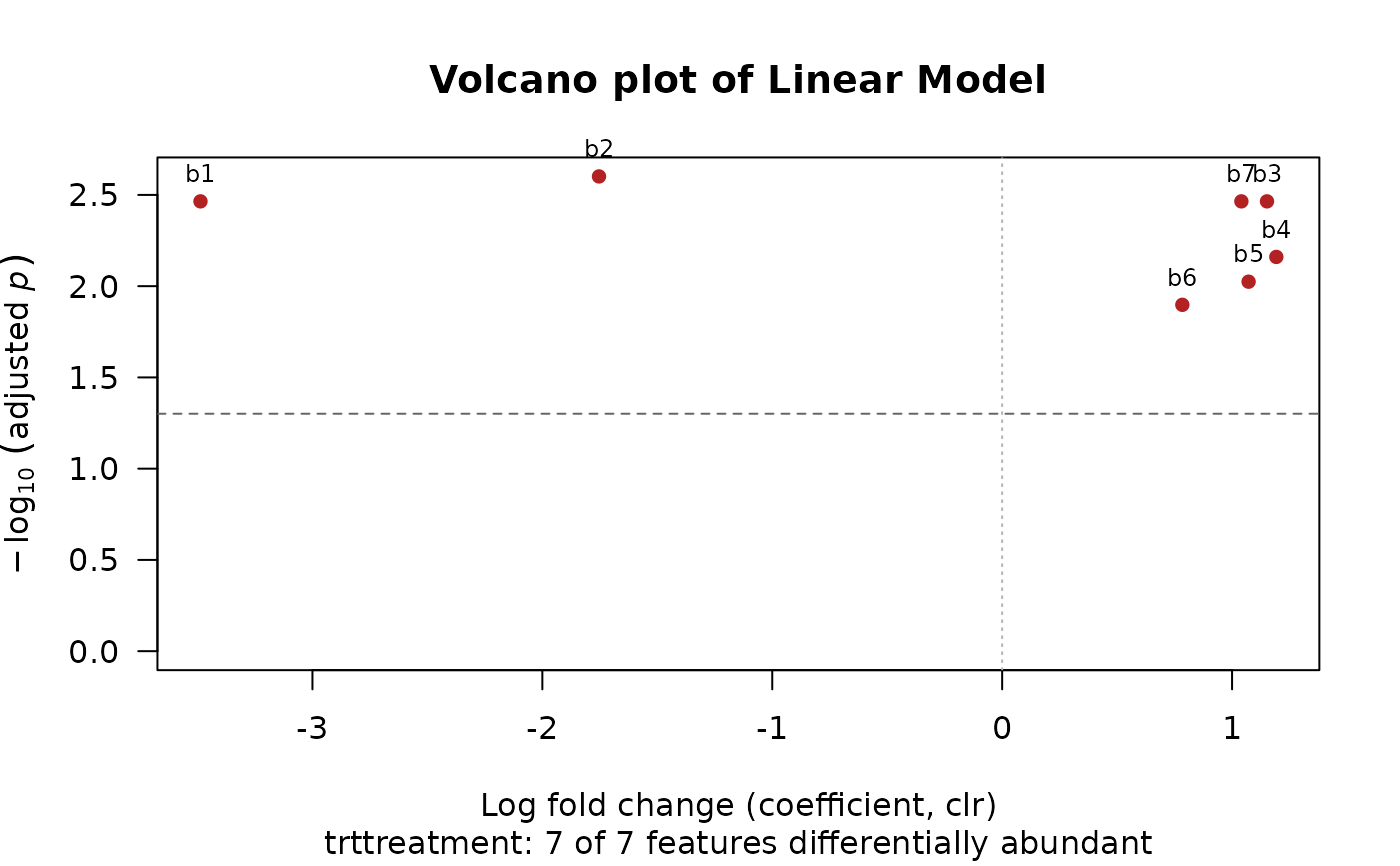 Volcano plot of Linear Model
b2
b1
b7
b3
b4
b5
b6
2.5
2.0
1.5
1.0
0.5
0.0
−log10 (adjusted p)
-3
-2
-1
0
1
Log fold change (coefficient, clr)
trttreatment: 7 of 7 features differentially abundant